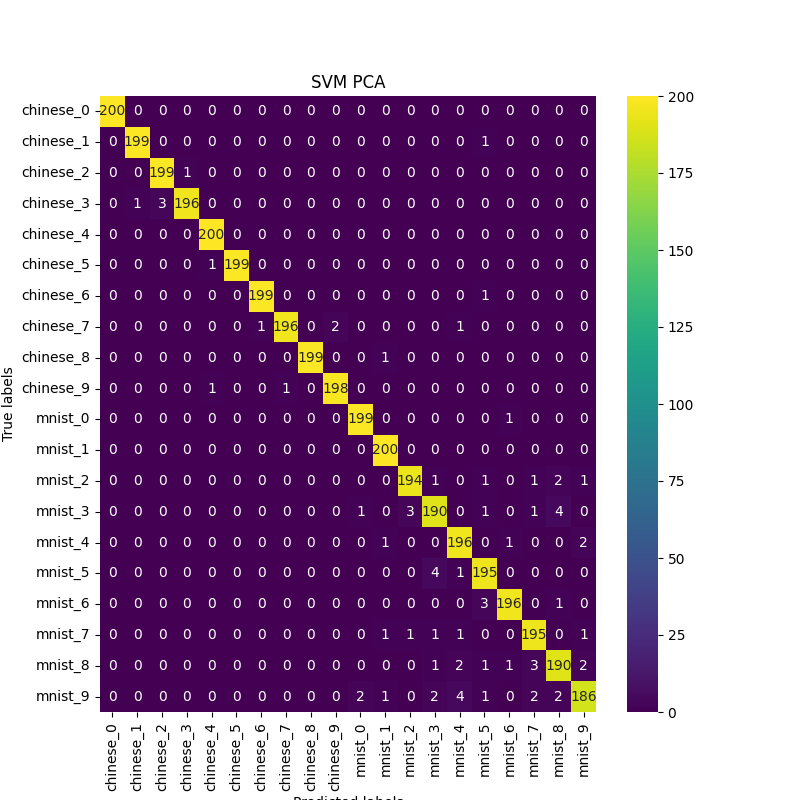 SVM PCA
chinese_0 200 0 0 0 0 0 0 0 0 0 0 0 0 0 0 0 0 0 0 0
chinese_1 0 199 0 0 0 0 0 0 0 0 0 0 0 0 0 1 0 0 0 0
chinese_2 0 0 199 1 0 0 0 0 0 0 0 0 0 0 0 0 0 0 0 0
chinese_3 0 1 3 196 0 0 0 0 0 0 0 0 0 0 0 0 0 0 0 0
chinese_4 0 0 0 0 200 0 0 0 0 0 0 0 0 0 0 0 0 0 0 0
chinese_5 0 0 0 0 1 199 0 0 0 0 0 0 0 0 0 0 0 0 0 0
chinese_6 0 0 0 0 0 0 199 0 0 0 0 0 0 0 0 1 0 0 0 0
chinese_7 0 0 0 0 0 0 1 196 0 2 0 0 0 0 1 0 0 0 0 0
chinese_8 0 0 0 0 0 0 0 0 199 0 0 1 0 0 0 0 0 0 0 0
chinese_9 0 0 0 0 1 0 0 1 0 198 0 0 0 0 0 0 0 0 0 0
mnist_0 0 0 0 0 0 0 0 0 0 0 199 0 0 0 0 0 1 0 0 0
mnist_1 0 0 0 0 0 0 0 0 0 0 0 200 0 0 0 0 0 0 0 0
mnist_2 0 0 0 0 0 0 0 0 0 0 0 0 194 1 0 1 0 1 2 1
mnist_3 0 0 0 0 0 0 0 0 0 0 1 0 3 190 0 1 0 1 4 0
mnist_4 0 0 0 0 0 0 0 0 0 0 0 1 0 0 196 0 1 0 0 2
mnist_5 0 0 0 0 0 0 0 0 0 0 0 0 0 4 1 195 0 0 0 0
mnist_6 0 0 0 0 0 0 0 0 0 0 0 0 0 0 0 3 196 0 1 0
mnist_7 0 0 0 0 0 0 0 0 0 0 0 1 1 1 1 0 0 195 0 1
mnist_8 0 0 0 0 0 0 0 0 0 0 0 0 0 1 2 1 1 3 190 2
mnist_9 0 0 0 0 0 0 0 0 0 0 2 1 0 2 4 1 0 2 2 186
chinese_0 chinese_1 chinese_2 chinese_3 chinese_4 chinese_5 chinese_6 chinese_7 chinese_8 chinese_9 mnist_0 mnist_1 mnist_2 mnist_3 mnist_4 mnist_5 mnist_6 mnist_7 mnist_8 mnist_9
True labels
Predicted labels
200
175
150
125
100
75
50
25
0